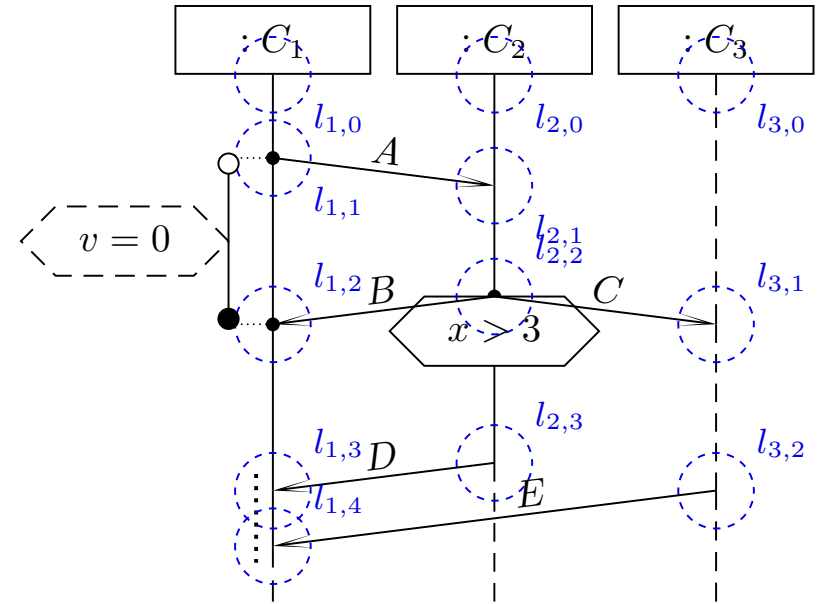 : C₁ : C₂ : C₃
l₁,₀ l₂,₀ l₃,₀
A
l₁,₁
l₂,₁
v = 0
l₂,₂
l₁,₂ B C l₃,₁
x > 3
l₂,₃
l₁,₃ D l₃,₂
l₁,₄ E